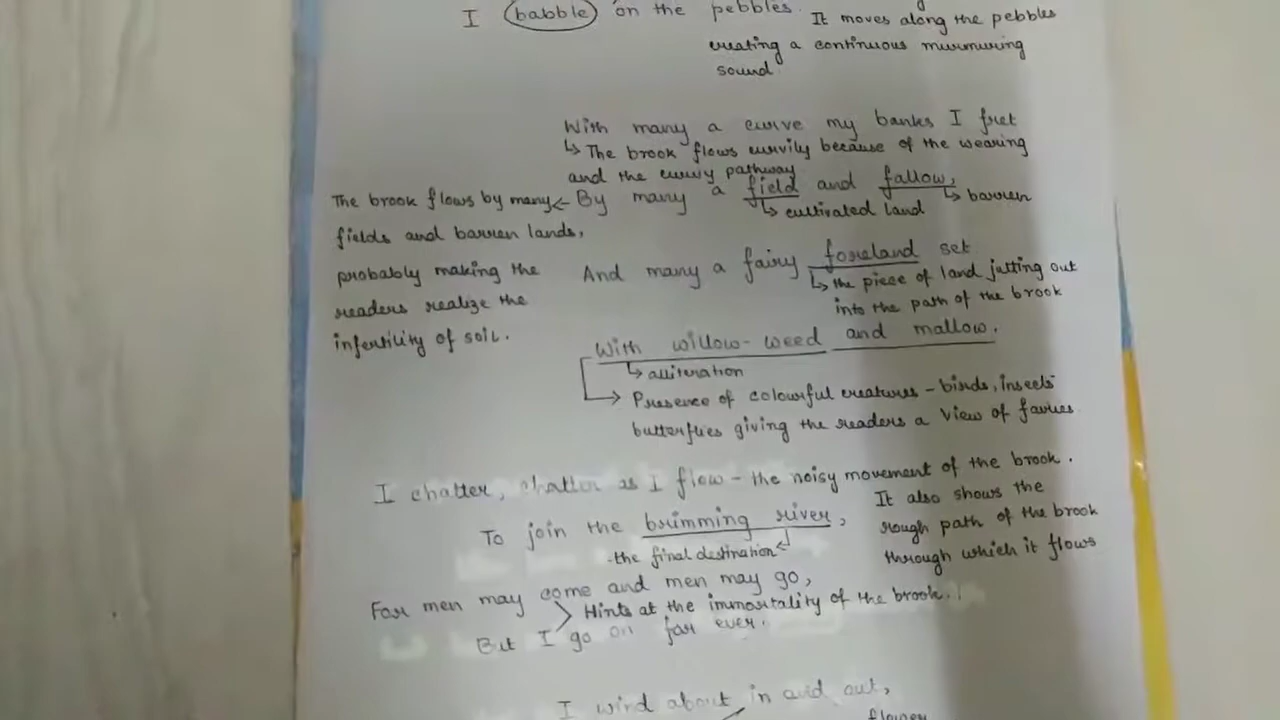 I babble on the pebbles.
It moves along the pebbles
creating a continuous murmuring
sound.
With many a curve my banks I fret
↳ The brook flows curvily because of the wearing
and the curvy pathway
By many a field and fallow,
↳ cultivated land
↳ barren
The brook flows by many
fields and barren lands,
probably making the
readers realize the
infertility of soil.
And many a fairy foreland set
↳ the piece of land jutting out
into the path of the brook
With willow-weed and mallow.
↳ alliteration
→ Presence of colourful creatures - birds, insects
butterflies giving the readers a view of fairies
I chatter, chatter as I flow - the noisy movement of the brook.
It also shows the
rough path of the brook
through which it flows
To join the brimming river,
- the final destination
For men may come and men may go,
> Hints at the immortality of the brook.
But I go on for ever.
I wind about in and out,